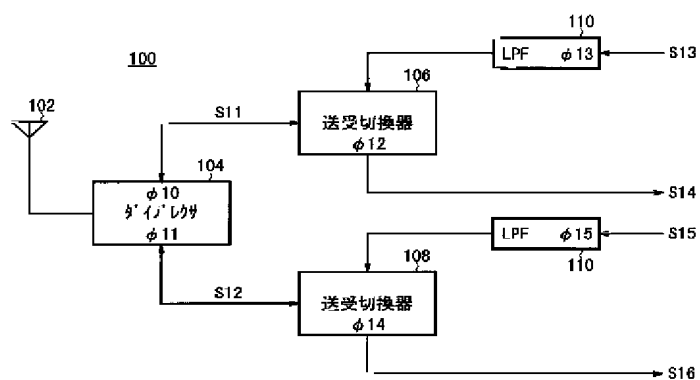 100
102
104
φ10
ダイバレクサ
φ11
S11
S12
106
送受切換器
φ12
110
LPF φ13
S13
S14
108
送受切換器
φ14
LPF φ15
110
S15
S16